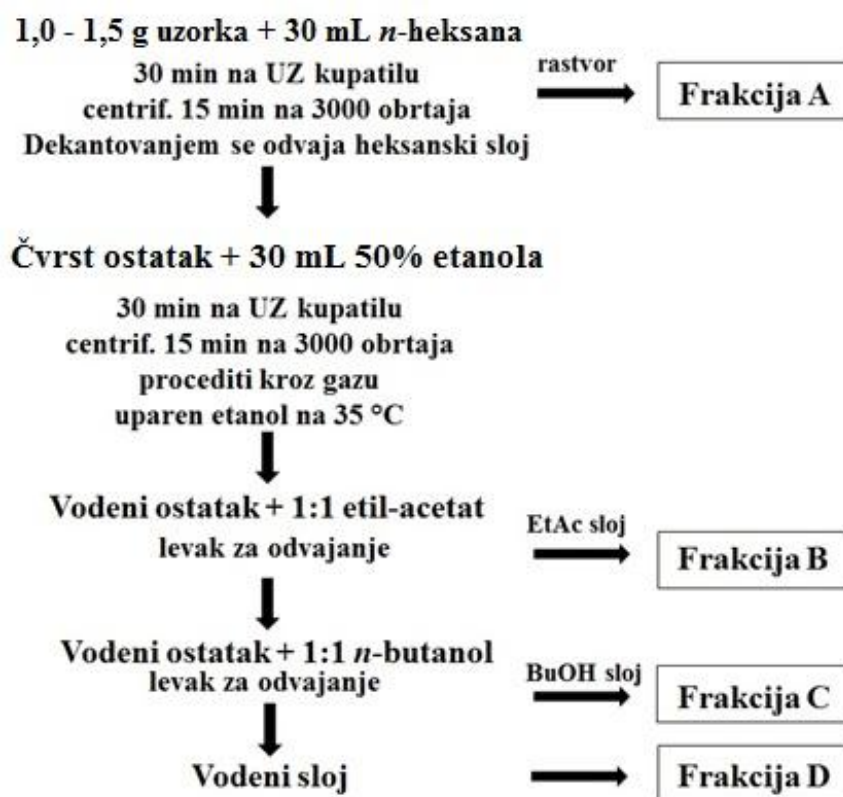 1,0 - 1,5 g uzorka + 30 mL n-heksana
30 min na UZ kupatilu
centrif. 15 min na 3000 obrtaja
Dekantovanjem se odvaja heksanski sloj
rastvor
Frakcija A
Čvrst ostatak + 30 mL 50% etanola
30 min na UZ kupatilu
centrif. 15 min na 3000 obrtaja
procediti kroz gazu
uparen etanol na 35 °C
Vodeni ostatak + 1:1 etil-acetat
levak za odvajanje
EtAc sloj
Frakcija B
Vodeni ostatak + 1:1 n-butanol
levak za odvajanje
BuOH sloj
Frakcija C
Vodeni sloj
Frakcija D